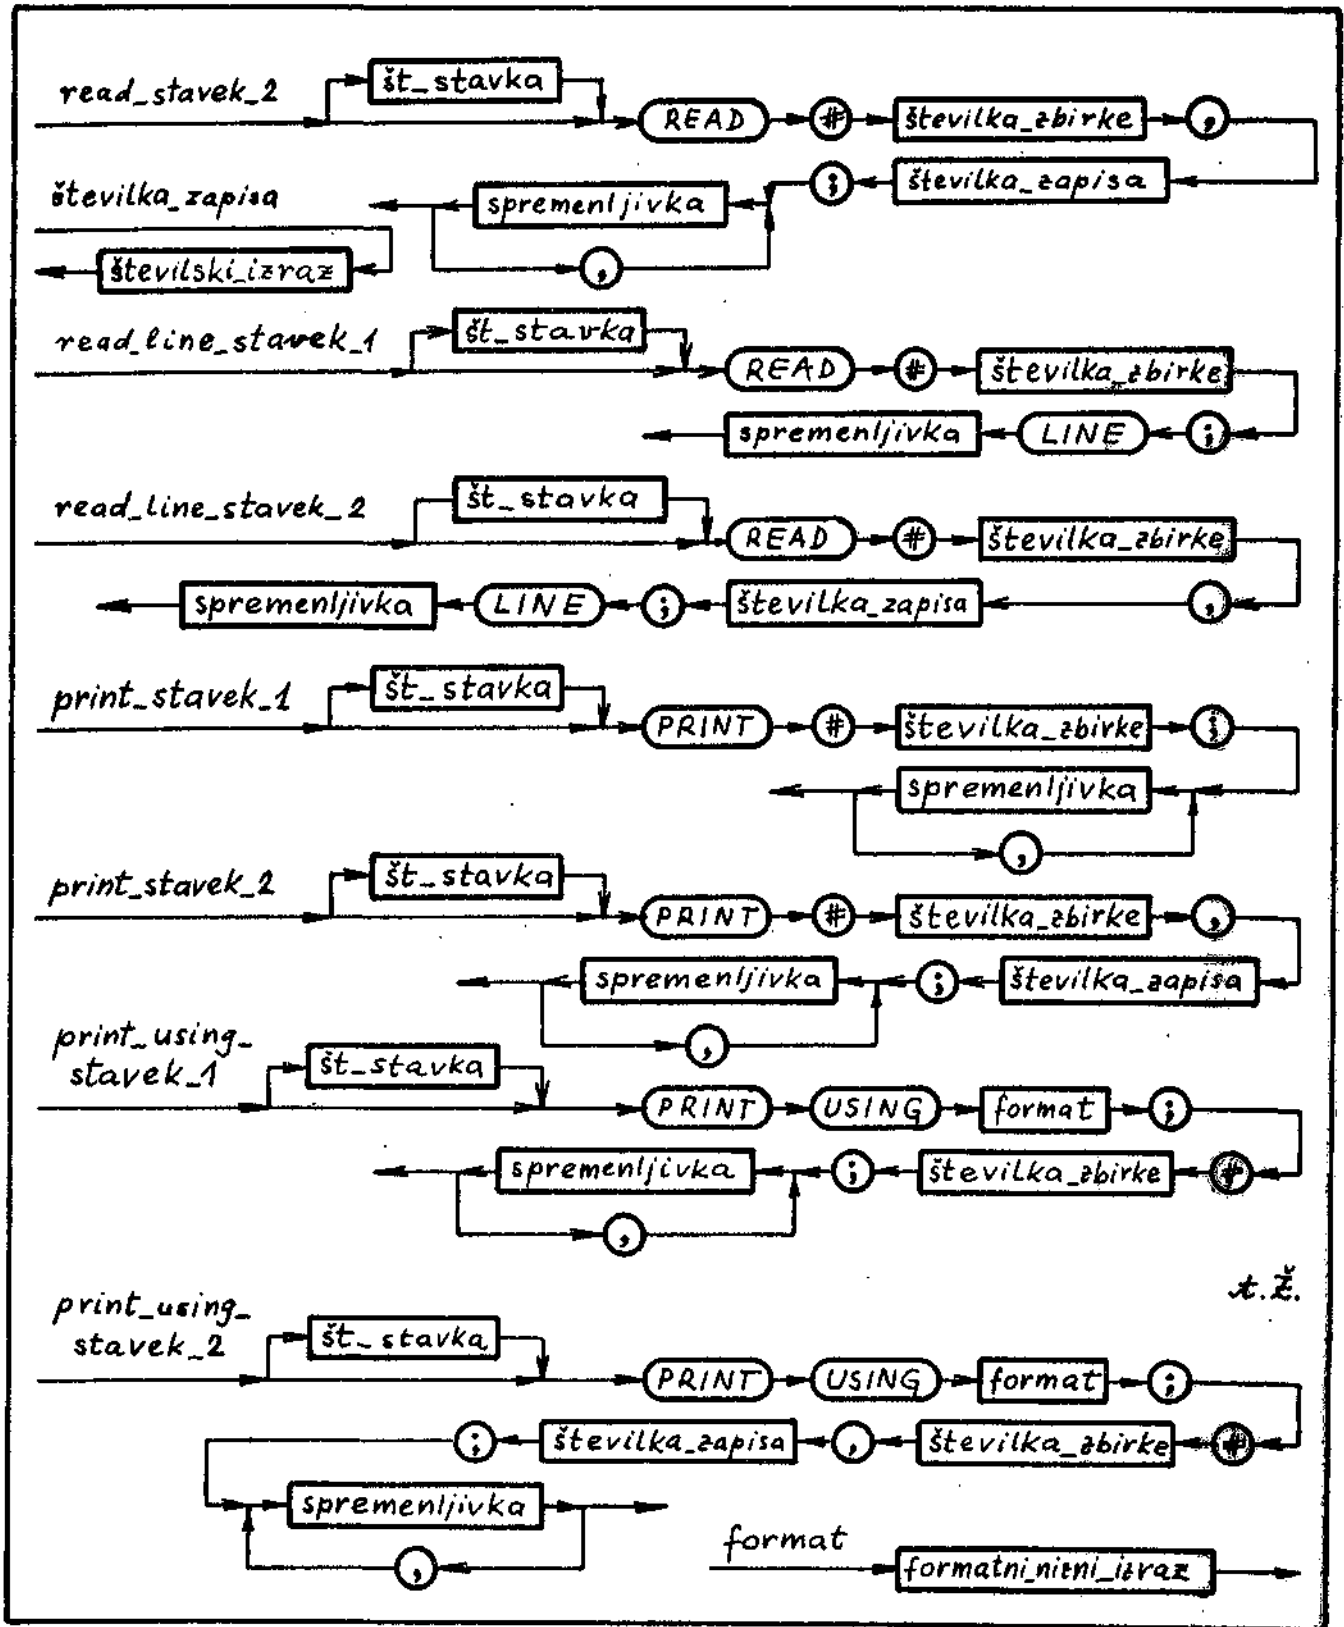 read_stavek_2
št_stavka
READ # številka_zbirke ,
številka_zapisa
spremenljivka ; številka_zapisa
,
številski_izraz
read_line_stavek_1
št_stavka
READ # številka_zbirke
spremenljivka LINE ;
read_line_stavek_2
št_stavka
READ # številka_zbirke
spremenljivka LINE ; številka_zapisa ,
print_stavek_1
št_stavka
PRINT # številka_zbirke ;
spremenljivka
,
print_stavek_2
št_stavka
PRINT # številka_zbirke ,
spremenljivka ; številka_zapisa
,
print_using_
stavek_1
št_stavka
PRINT USING format ;
spremenljivka ; številka_zbirke #
,
A.Ž.
print_using_
stavek_2
št_stavka
PRINT USING format ;
; številka_zapisa , številka_zbirke #
spremenljivka
,
format
formatni_nizni_izraz